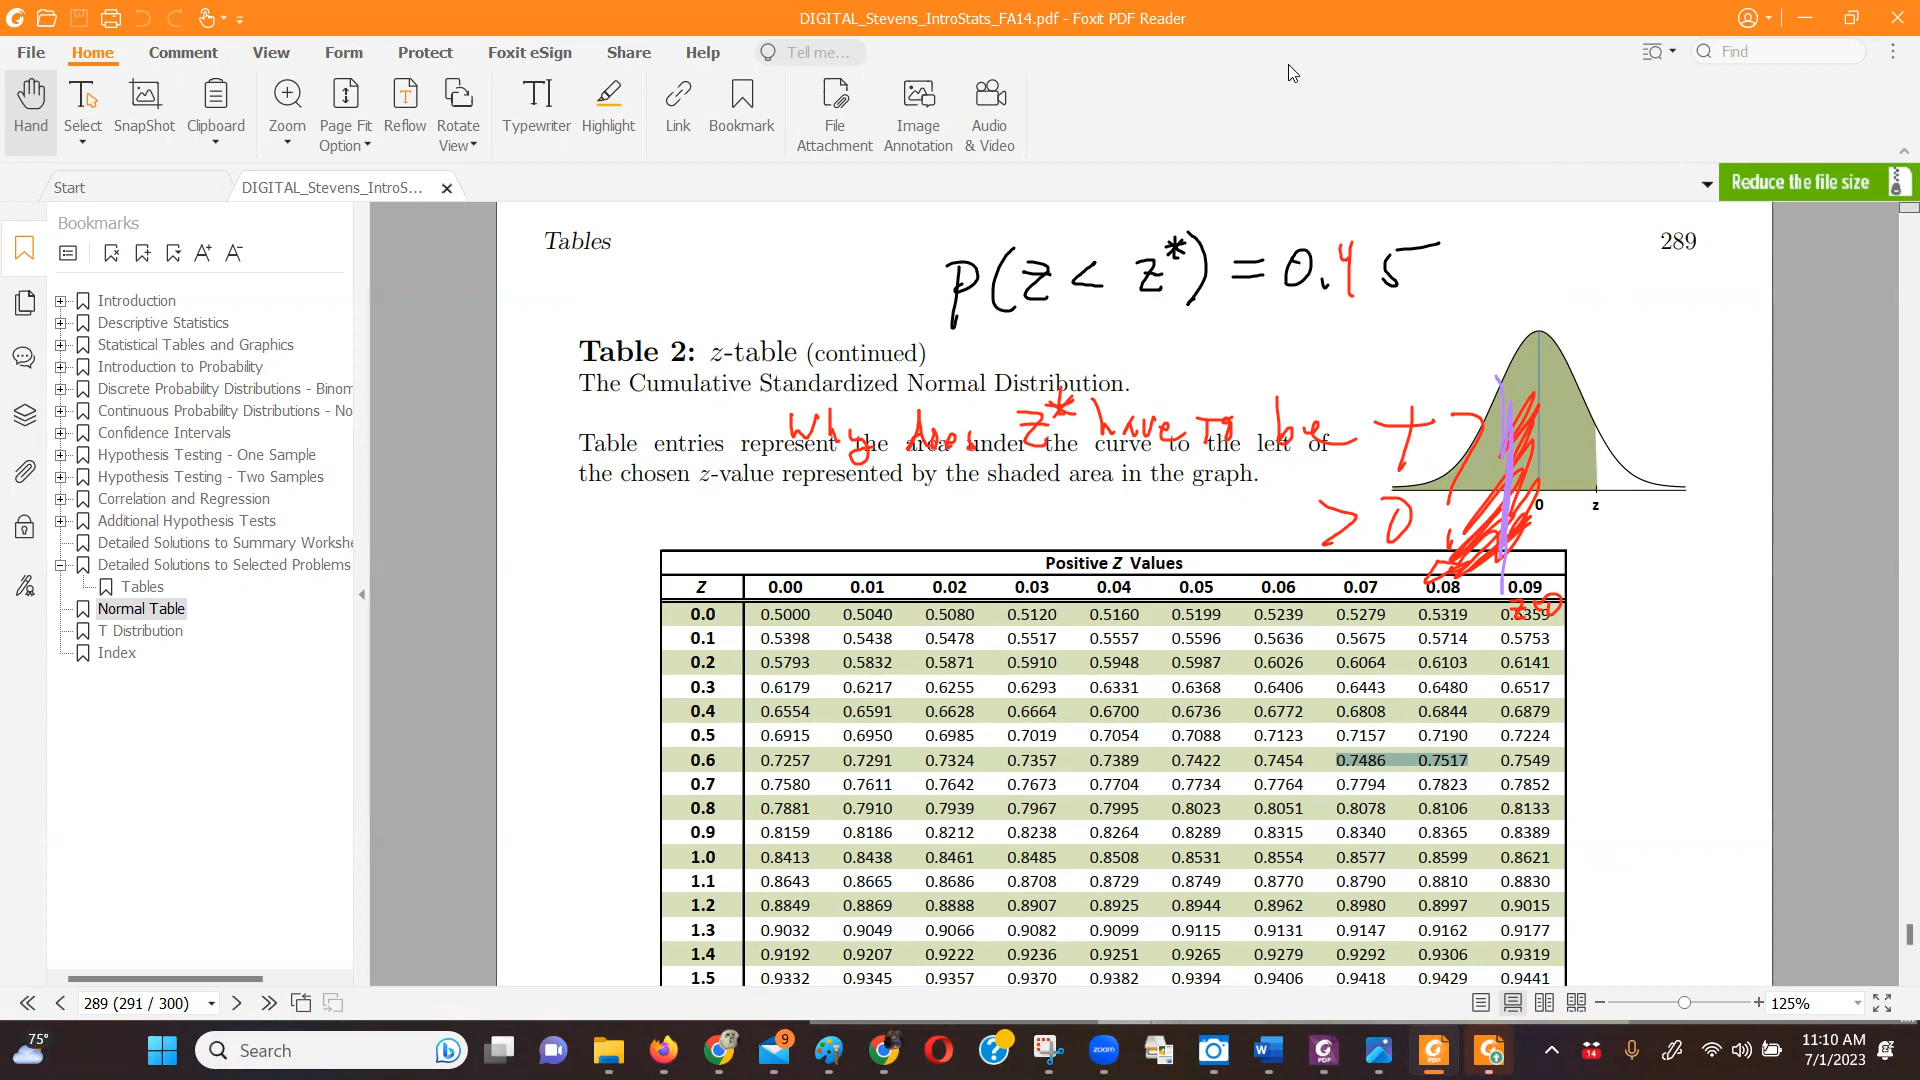 DIGITAL_Stevens_IntroStats_FA14.pdf - Foxit PDF Reader
File Home Comment View Form Protect Foxit eSign Share Help Tell me... Find
Hand Select SnapShot Clipboard Zoom Page Fit Option Reflow Rotate View Typewriter Highlight Link Bookmark File Attachment Image Annotation Audio & Video
Start DIGITAL_Stevens_IntroS... Reduce the file size
Bookmarks
Introduction
Descriptive Statistics
Statistical Tables and Graphics
Introduction to Probability
Discrete Probability Distributions - Binom
Continuous Probability Distributions - No
Confidence Intervals
Hypothesis Testing - One Sample
Hypothesis Testing - Two Samples
Correlation and Regression
Additional Hypothesis Tests
Detailed Solutions to Summary Workshe
Detailed Solutions to Selected Problems
Tables
Normal Table
T Distribution
Index
Tables 289
P(z < z*) = 0.45
Table 2: z-table (continued)
The Cumulative Standardized Normal Distribution.
why does z* have to be +?
Table entries represent the area under the curve to the left of
the chosen z-value represented by the shaded area in the graph.
> 0
0 z
Positive Z Values
Z 0.00 0.01 0.02 0.03 0.04 0.05 0.06 0.07 0.08 0.09
z<0
0.0 0.5000 0.5040 0.5080 0.5120 0.5160 0.5199 0.5239 0.5279 0.5319 0.5359
0.1 0.5398 0.5438 0.5478 0.5517 0.5557 0.5596 0.5636 0.5675 0.5714 0.5753
0.2 0.5793 0.5832 0.5871 0.5910 0.5948 0.5987 0.6026 0.6064 0.6103 0.6141
0.3 0.6179 0.6217 0.6255 0.6293 0.6331 0.6368 0.6406 0.6443 0.6480 0.6517
0.4 0.6554 0.6591 0.6628 0.6664 0.6700 0.6736 0.6772 0.6808 0.6844 0.6879
0.5 0.6915 0.6950 0.6985 0.7019 0.7054 0.7088 0.7123 0.7157 0.7190 0.7224
0.6 0.7257 0.7291 0.7324 0.7357 0.7389 0.7422 0.7454 0.7486 0.7517 0.7549
0.7 0.7580 0.7611 0.7642 0.7673 0.7704 0.7734 0.7764 0.7794 0.7823 0.7852
0.8 0.7881 0.7910 0.7939 0.7967 0.7995 0.8023 0.8051 0.8078 0.8106 0.8133
0.9 0.8159 0.8186 0.8212 0.8238 0.8264 0.8289 0.8315 0.8340 0.8365 0.8389
1.0 0.8413 0.8438 0.8461 0.8485 0.8508 0.8531 0.8554 0.8577 0.8599 0.8621
1.1 0.8643 0.8665 0.8686 0.8708 0.8729 0.8749 0.8770 0.8790 0.8810 0.8830
1.2 0.8849 0.8869 0.8888 0.8907 0.8925 0.8944 0.8962 0.8980 0.8997 0.9015
1.3 0.9032 0.9049 0.9066 0.9082 0.9099 0.9115 0.9131 0.9147 0.9162 0.9177
1.4 0.9192 0.9207 0.9222 0.9236 0.9251 0.9265 0.9279 0.9292 0.9306 0.9319
1.5 0.9332 0.9345 0.9357 0.9370 0.9382 0.9394 0.9406 0.9418 0.9429 0.9441
289 (291 / 300) 125%
75° Search 9 zoom 14 11:10 AM
7/1/2023